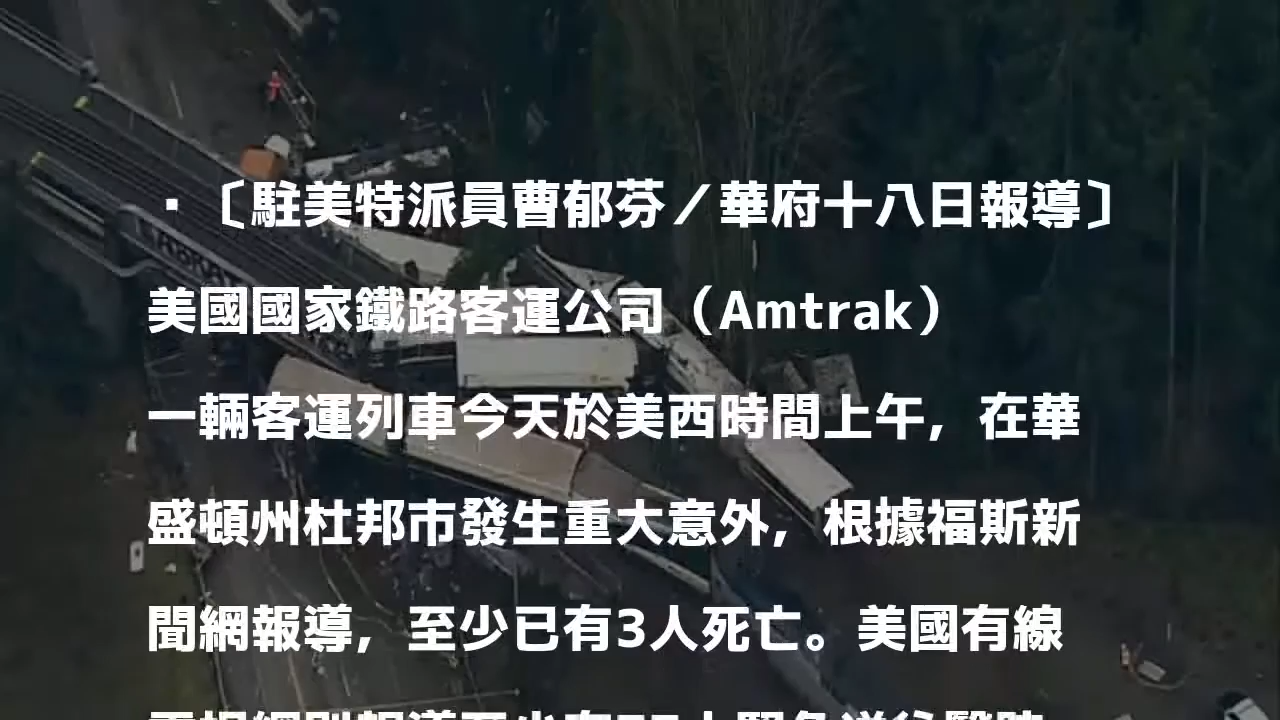 ·〔駐美特派員曹郁芬／華府十八日報導〕
美國國家鐵路客運公司（Amtrak）
一輛客運列車今天於美西時間上午，在華
盛頓州杜邦市發生重大意外，根據福斯新
聞網報導，至少已有3人死亡。美國有線